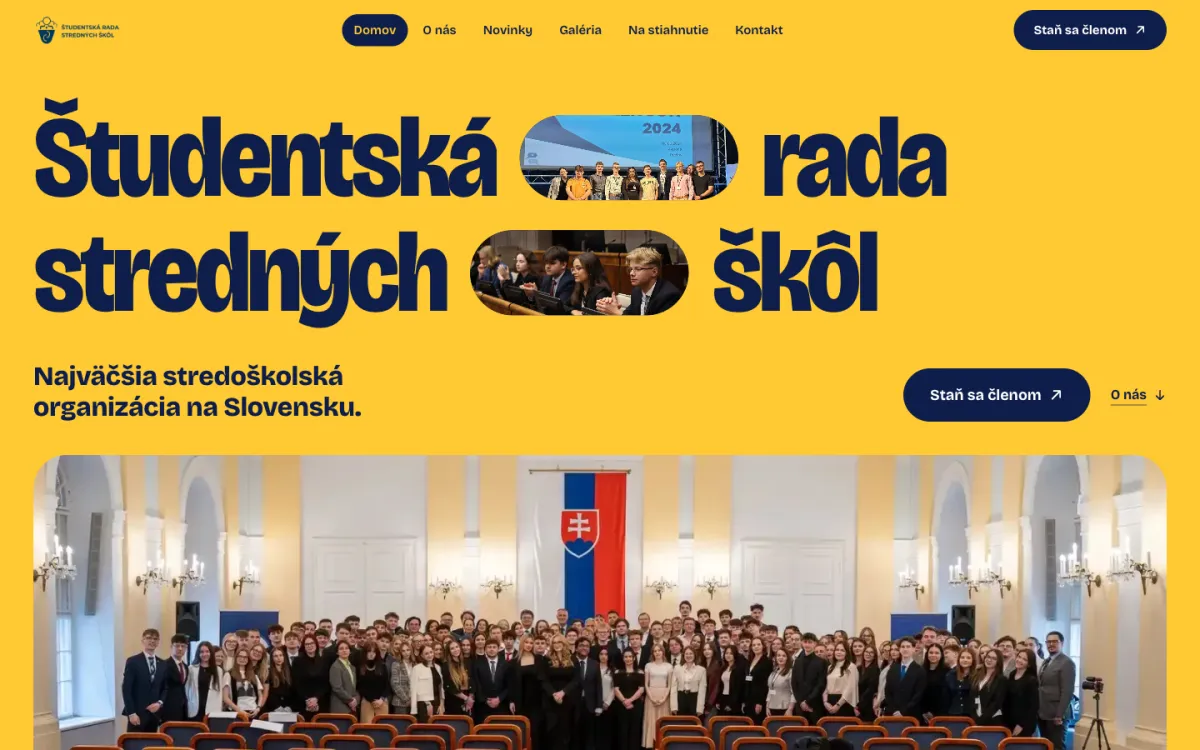 ŠTUDENTSKÁ RADA
STREDNÝCH ŠKÔL
Domov
O nás
Novinky
Galéria
Na stiahnutie
Kontakt
Staň sa členom
Študentská rada
2024
stredných škôl
Najväčšia stredoškolská
organizácia na Slovensku.
Staň sa členom
O nás